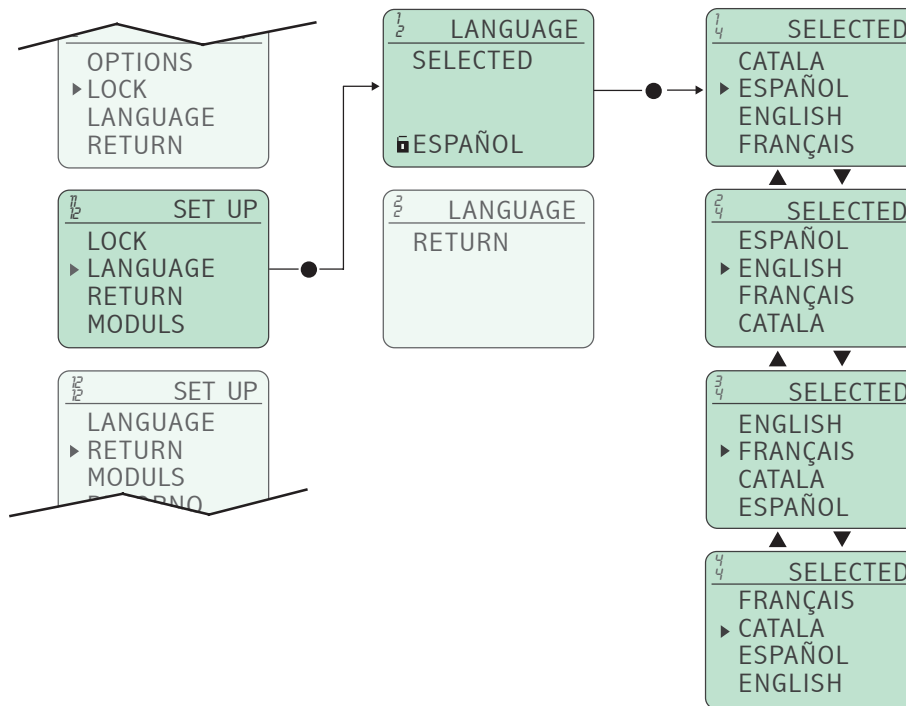 OPTIONS
LOCK
LANGUAGE
RETURN
11/12 SET UP
LOCK
LANGUAGE
RETURN
MODULS
12/12 SET UP
LANGUAGE
RETURN
MODULS
1/2 LANGUAGE
SELECTED
ESPAÑOL
2/2 LANGUAGE
RETURN
1/4 SELECTED
CATALA
ESPAÑOL
ENGLISH
FRANÇAIS
2/4 SELECTED
ESPAÑOL
ENGLISH
FRANÇAIS
CATALA
3/4 SELECTED
ENGLISH
FRANÇAIS
CATALA
ESPAÑOL
4/4 SELECTED
FRANÇAIS
CATALA
ESPAÑOL
ENGLISH